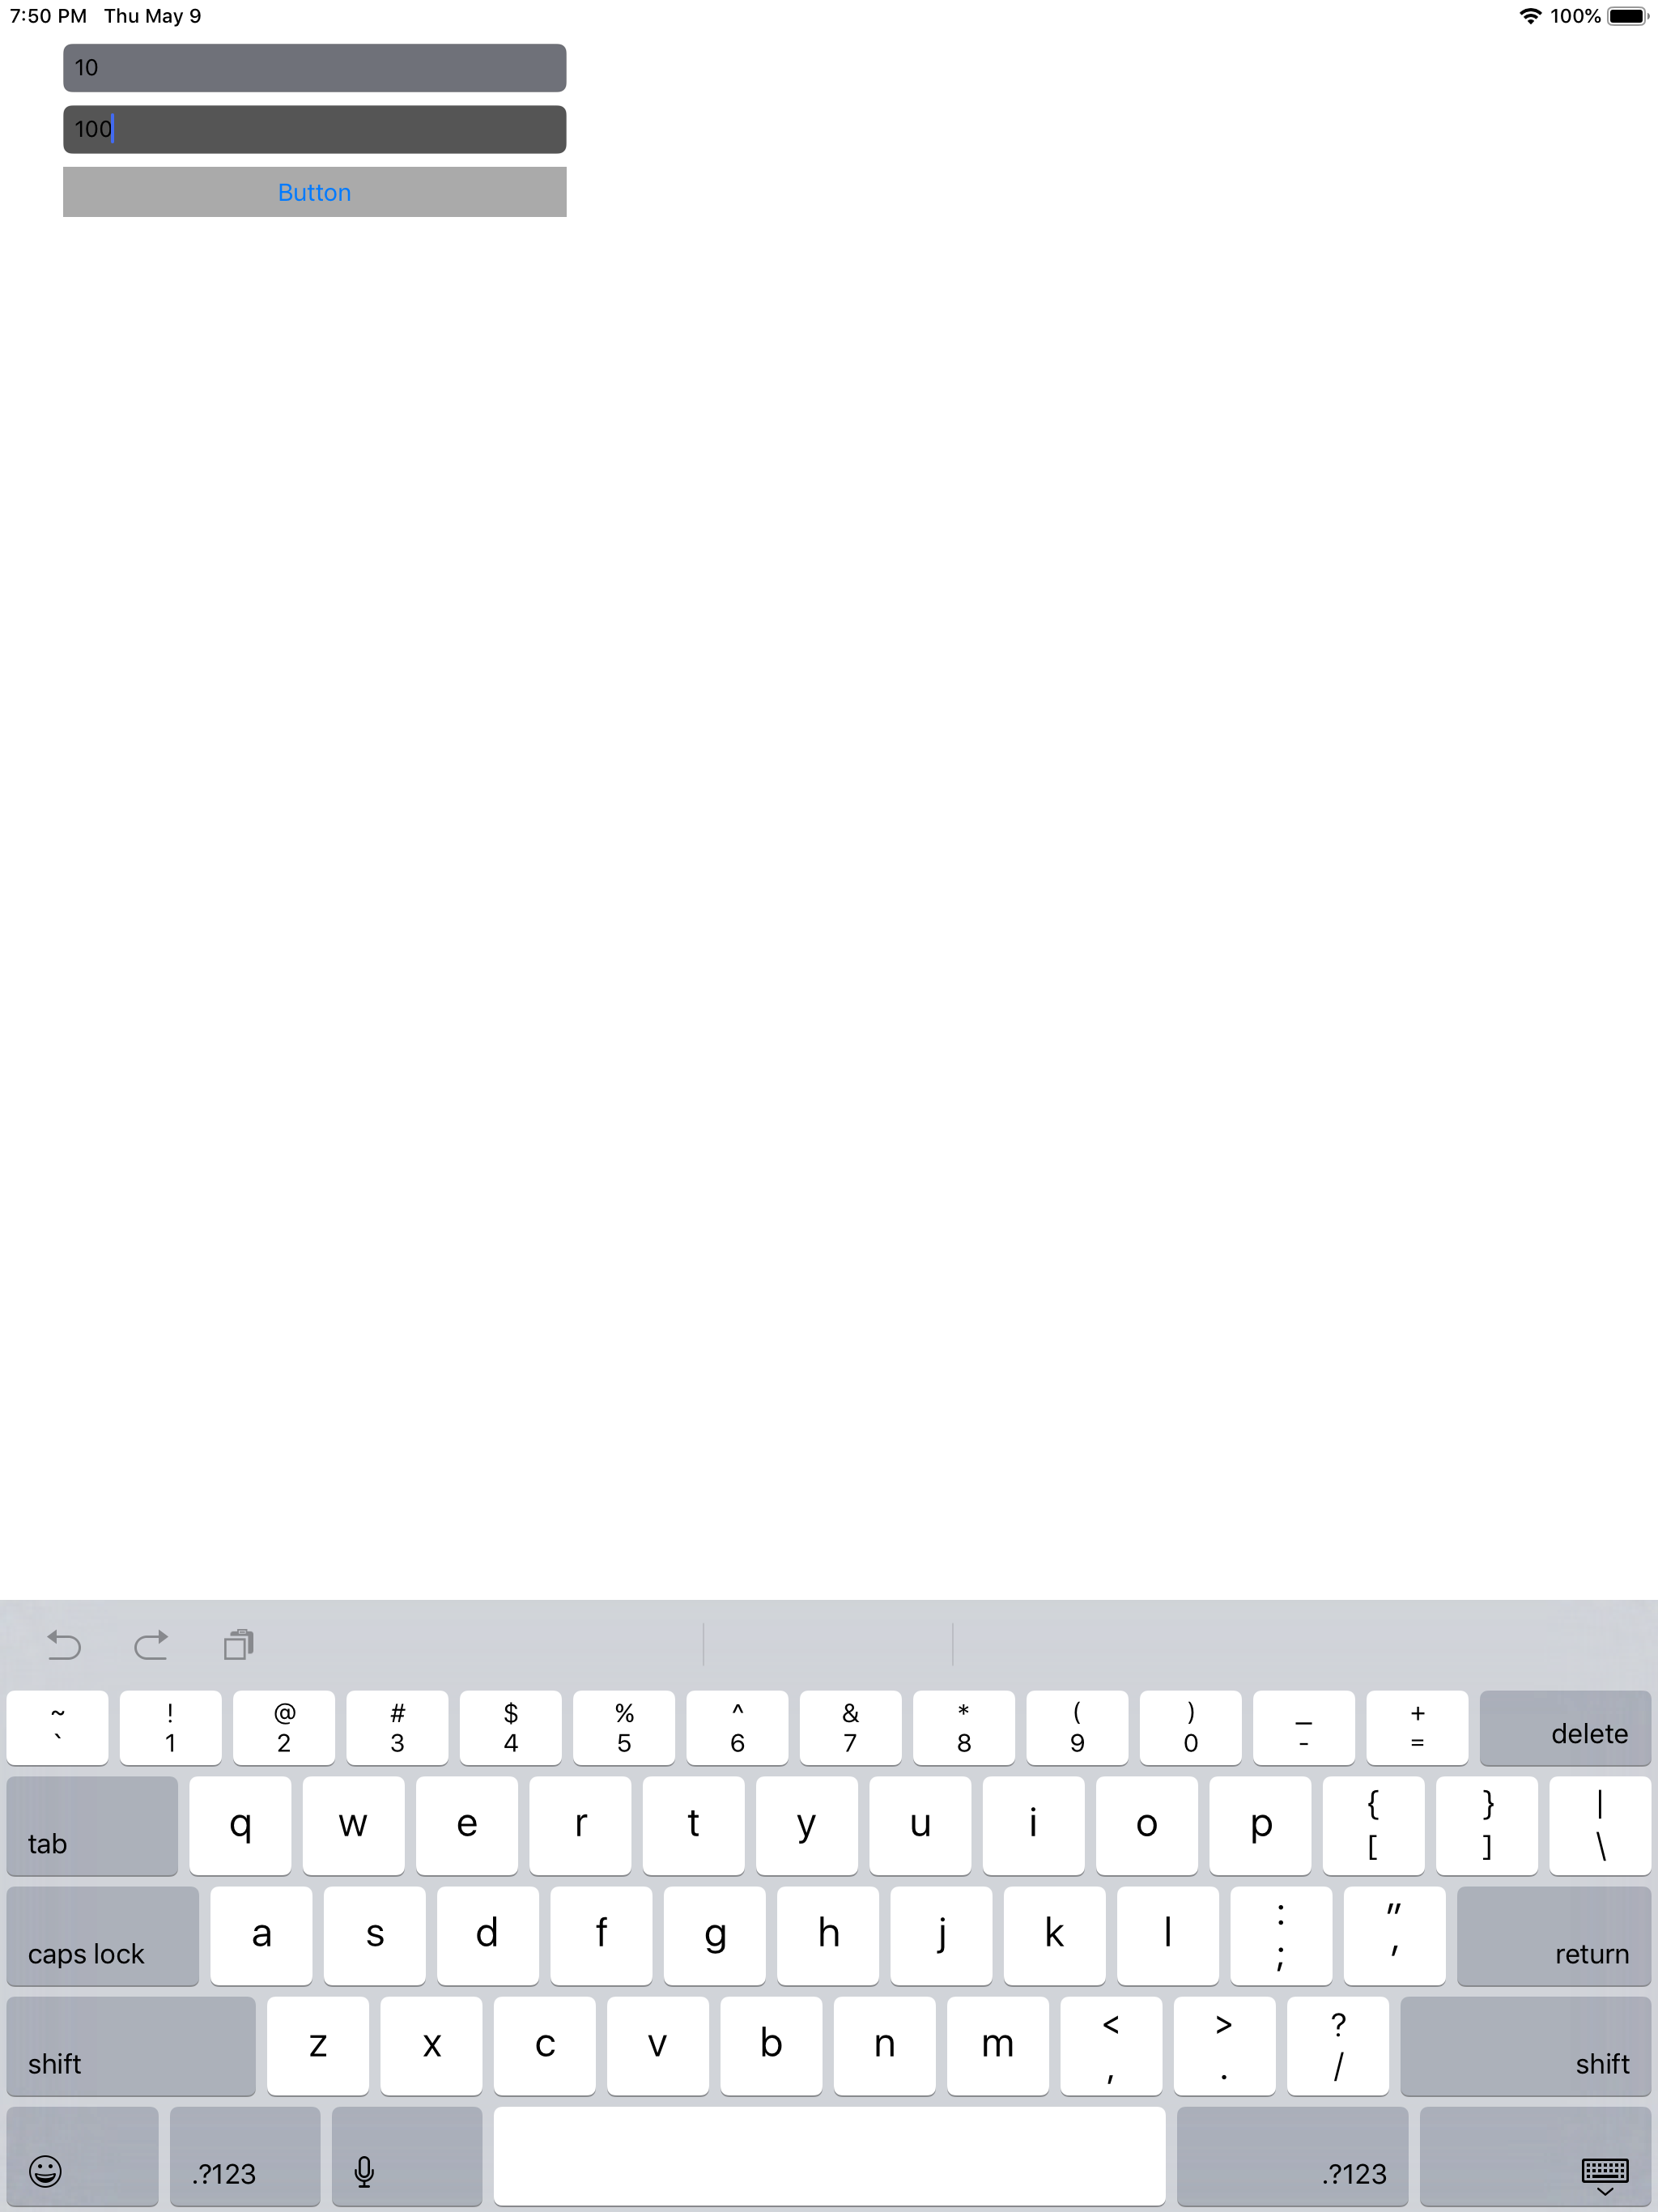 7:50 PM Thu May 9 100%
10
100
Button
~ ! @ # $ % ^ & * ( ) _ +
` 1 2 3 4 5 6 7 8 9 0 - = delete
tab q w e r t y u i o p { [ } ] | \
caps lock a s d f g h j k l : ; " ' return
shift z x c v b n m < , > . ? / shift
.?123 .?123